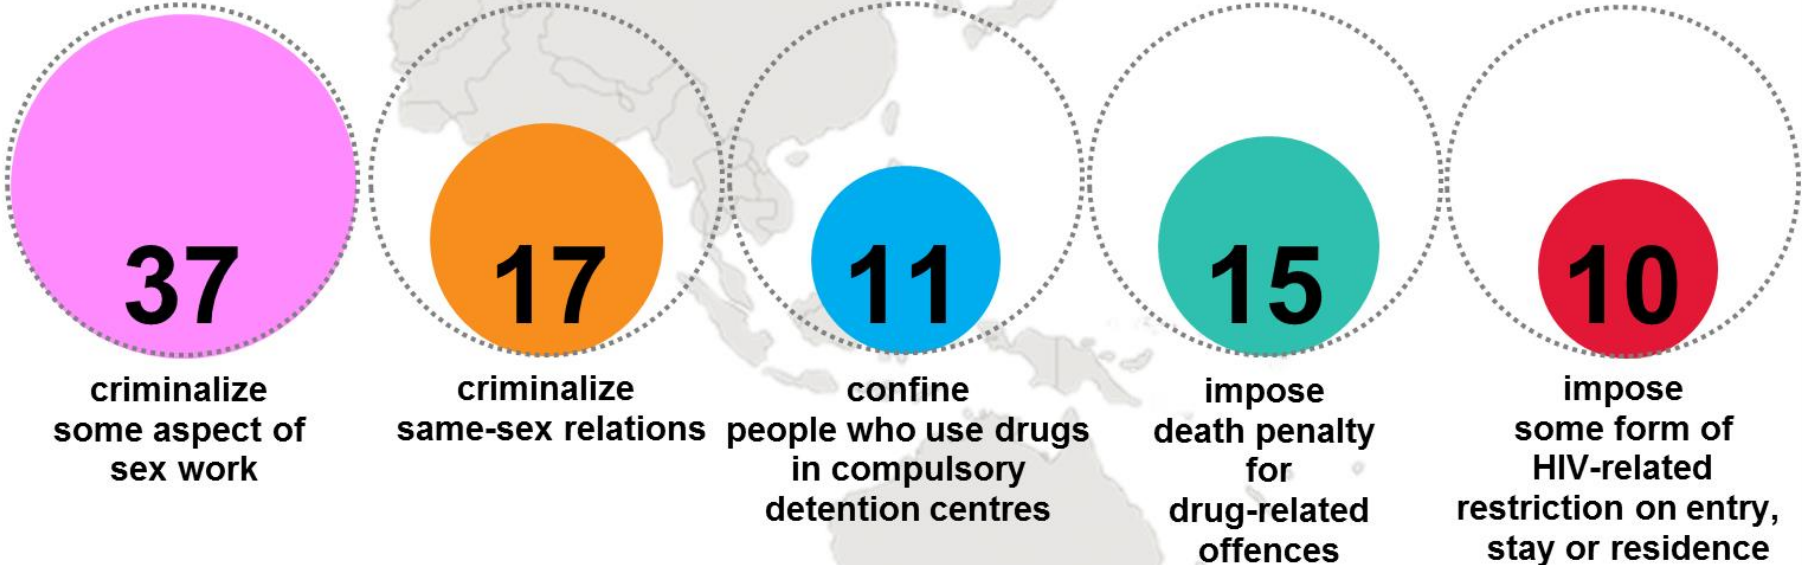 37
criminalize
some aspect of
sex work
17
criminalize
same-sex relations
11
confine
people who use drugs
in compulsory
detention centres
15
impose
death penalty
for
drug-related
offences
10
impose
some form of
HIV-related
restriction on entry,
stay or residence